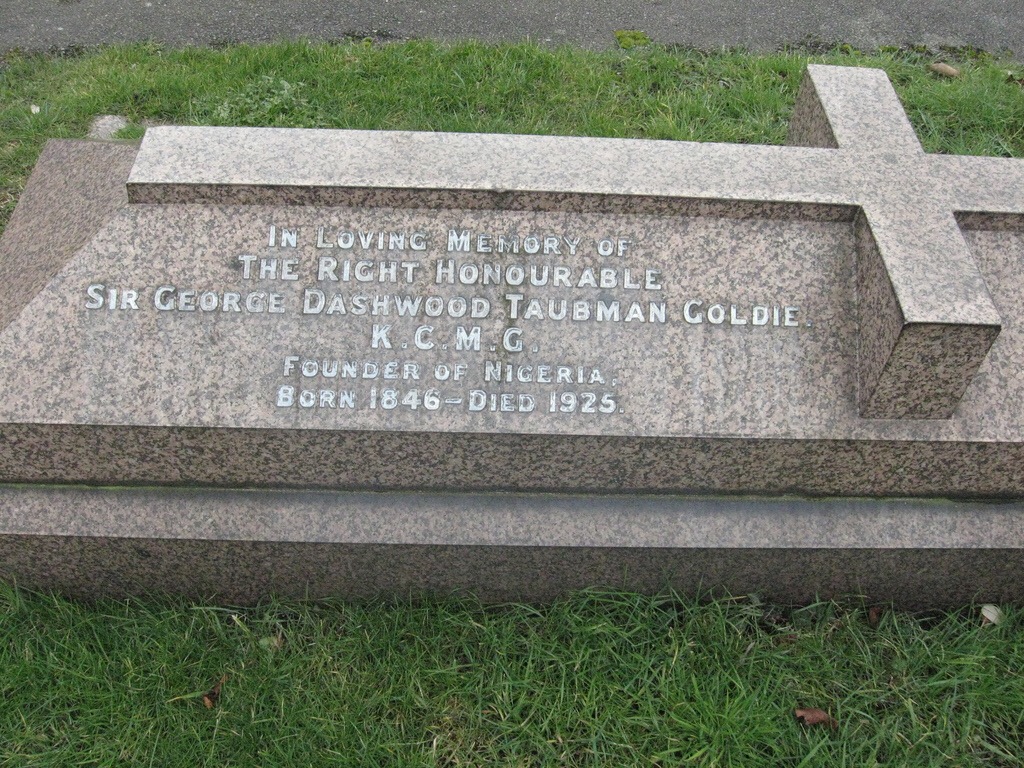 IN LOVING MEMORY OF
THE RIGHT HONOURABLE
SIR GEORGE DASHWOOD TAUBMAN GOLDIE.
K.C.M.G.
FOUNDER OF NIGERIA,
BORN 1846-DIED 1925.